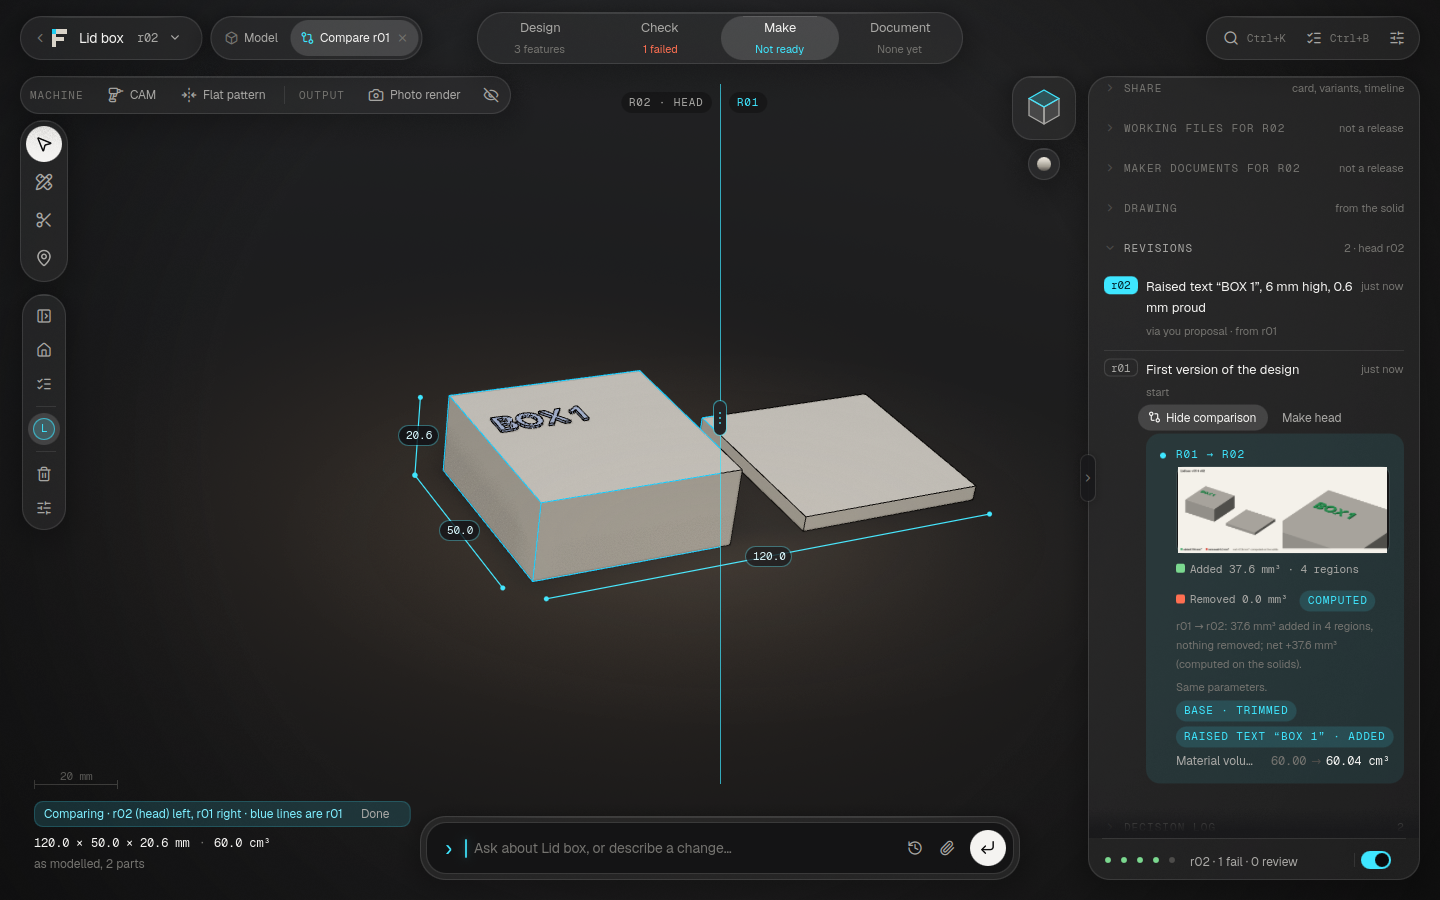 Lid box r02
Model
Compare r01
Design
3 features
Check
1 failed
Make
Not ready
Document
None yet
Ctrl+K
Ctrl+B
MACHINE
CAM
Flat pattern
OUTPUT
Photo render
R02 · HEAD
R01
L
BOX 1
20.6
50.0
120.0
20 mm
Comparing · r02 (head) left, r01 right · blue lines are r01 Done
120.0 × 50.0 × 20.6 mm · 60.0 cm³
as modelled, 2 parts
Ask about Lid box, or describe a change…
SHARE card, variants, timeline
WORKING FILES FOR R02 not a release
MAKER DOCUMENTS FOR R02 not a release
DRAWING from the solid
REVISIONS 2 · head r02
r02 Raised text “BOX 1”, 6 mm high, 0.6 just now
mm proud
via you proposal · from r01
r01 First version of the design just now
start
Hide comparison Make head
R01 → R02
BOX 1
Added 37.6 mm³ · 4 regions
Removed 0.0 mm³ COMPUTED
r01 → r02: 37.6 mm³ added in 4 regions,
nothing removed; net +37.6 mm³
(computed on the solids).
Same parameters.
BASE · TRIMMED
RAISED TEXT “BOX 1” · ADDED
Material volu… 60.00 → 60.04 cm³
DECISION LOG 2
r02 · 1 fail · 0 review